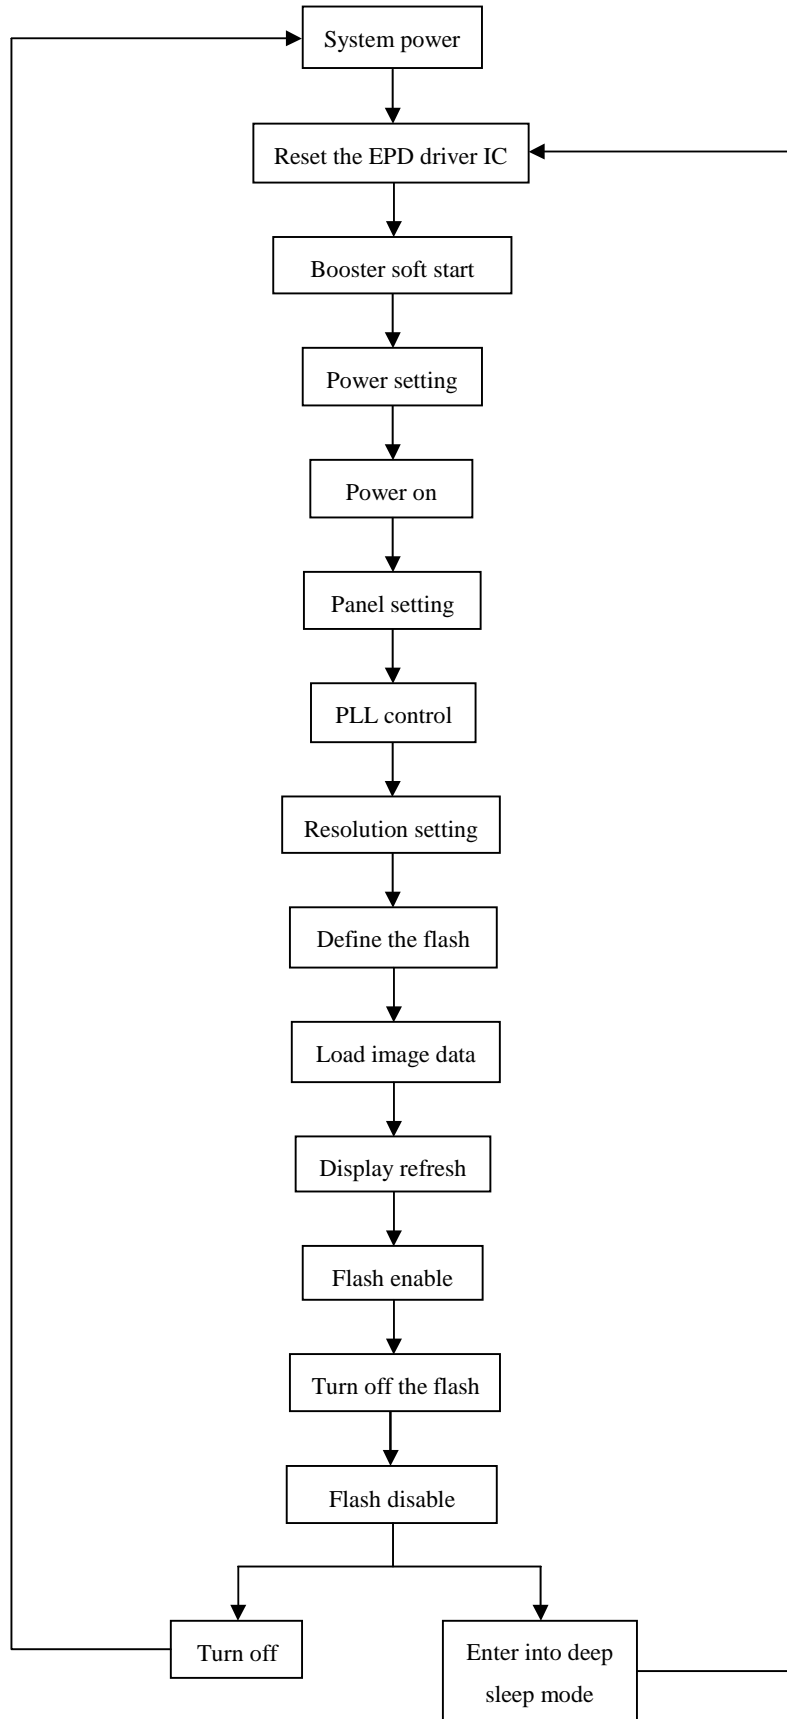 System power
Reset the EPD driver IC
Booster soft start
Power setting
Power on
Panel setting
PLL control
Resolution setting
Define the flash
Load image data
Display refresh
Flash enable
Turn off the flash
Flash disable
Turn off
Enter into deep
sleep mode